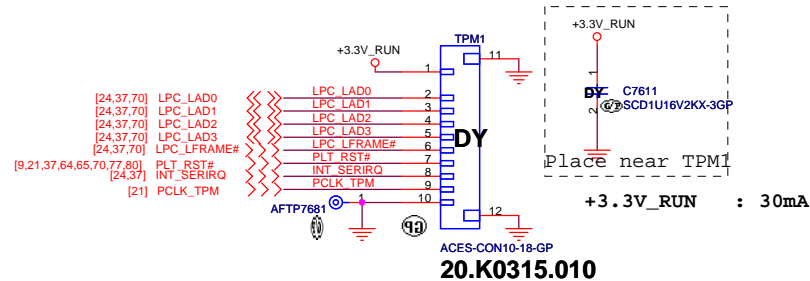 TPM1
+3.3V_RUN
+3.3V_RUN
11
1
1
C7611
DY
SCD1U16V2KX-3GP
2
Place near TPM1
[24,37,70] LPC_LAD0 LPC_LAD0 2
[24,37,70] LPC_LAD1 LPC_LAD1 3
[24,37,70] LPC_LAD2 LPC_LAD2 4
[24,37,70] LPC_LAD3 LPC_LAD3 5
[24,37,70] LPC_LFRAME# LPC_LFRAME# 6
[9,21,37,64,65,70,77,80] PLT_RST# PLT_RST# 7
[24,37] INT_SERIRQ INT_SERIRQ 8
[21] PCLK_TPM PCLK_TPM 9
DY
AFTP7681 1 10
12
+3.3V_RUN : 30mA
ACES-CON10-18-GP
20.K0315.010